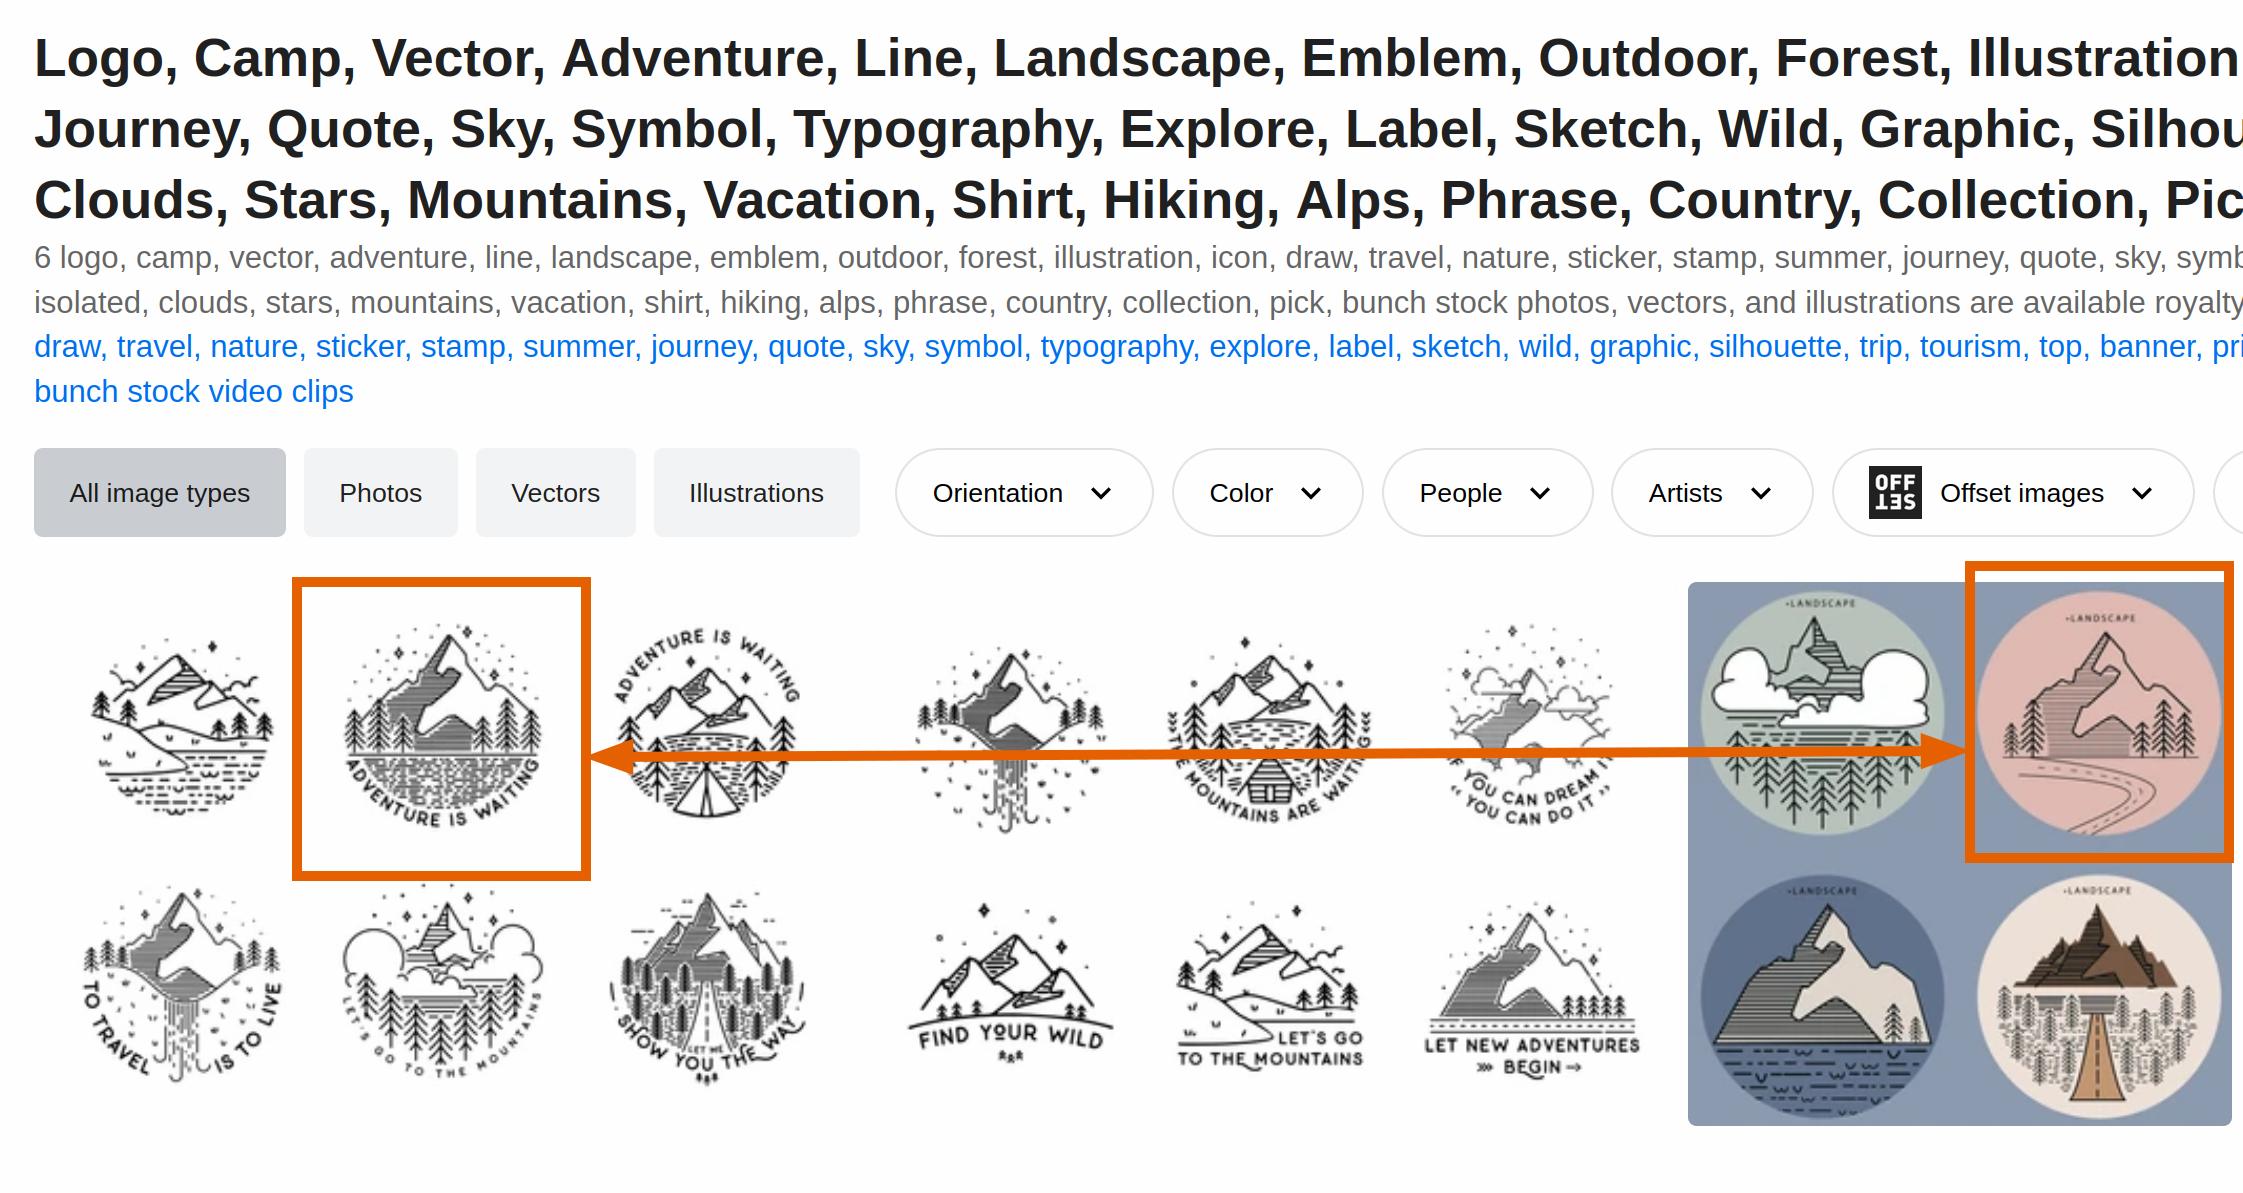 Logo, Camp, Vector, Adventure, Line, Landscape, Emblem, Outdoor, Forest, Illustration
Journey, Quote, Sky, Symbol, Typography, Explore, Label, Sketch, Wild, Graphic, Silhou
Clouds, Stars, Mountains, Vacation, Shirt, Hiking, Alps, Phrase, Country, Collection, Pic
6 logo, camp, vector, adventure, line, landscape, emblem, outdoor, forest, illustration, icon, draw, travel, nature, sticker, stamp, summer, journey, quote, sky, symb
isolated, clouds, stars, mountains, vacation, shirt, hiking, alps, phrase, country, collection, pick, bunch stock photos, vectors, and illustrations are available royalty
draw, travel, nature, sticker, stamp, summer, journey, quote, sky, symbol, typography, explore, label, sketch, wild, graphic, silhouette, trip, tourism, top, banner, pri
bunch stock video clips
All image types Photos Vectors Illustrations Orientation Color People Artists OFFSET Offset images
ADVENTURE IS WAITING
ADVENTURE IS WAITING
THE MOUNTAINS ARE WAITING
IF YOU CAN DREAM IT
YOU CAN DO IT
LANDSCAPE
LANDSCAPE
TO TRAVEL IS TO LIVE
LET'S GO TO THE MOUNTAINS
LET ME
SHOW YOU THE WAY
FIND YOUR WILD
LET'S GO
TO THE MOUNTAINS
LET NEW ADVENTURES
BEGIN
LANDSCAPE
LANDSCAPE